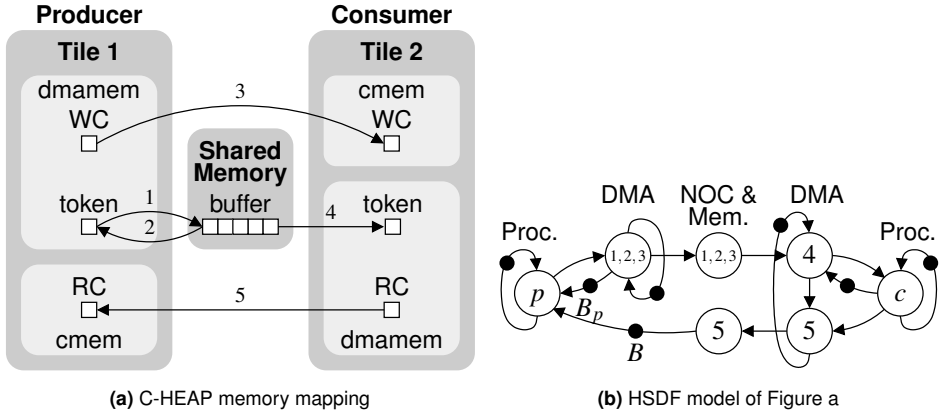 Producer
Consumer
Tile 1
Tile 2
dmamem
WC
3
cmem
WC
Shared
Memory
token
1
2
buffer
4
token
RC
cmem
5
RC
dmamem
(a) C-HEAP memory mapping
DMA
NOC &
Mem.
DMA
Proc.
Proc.
p
1,2,3
1,2,3
4
c
Bp
B
5
5
(b) HSDF model of Figure a